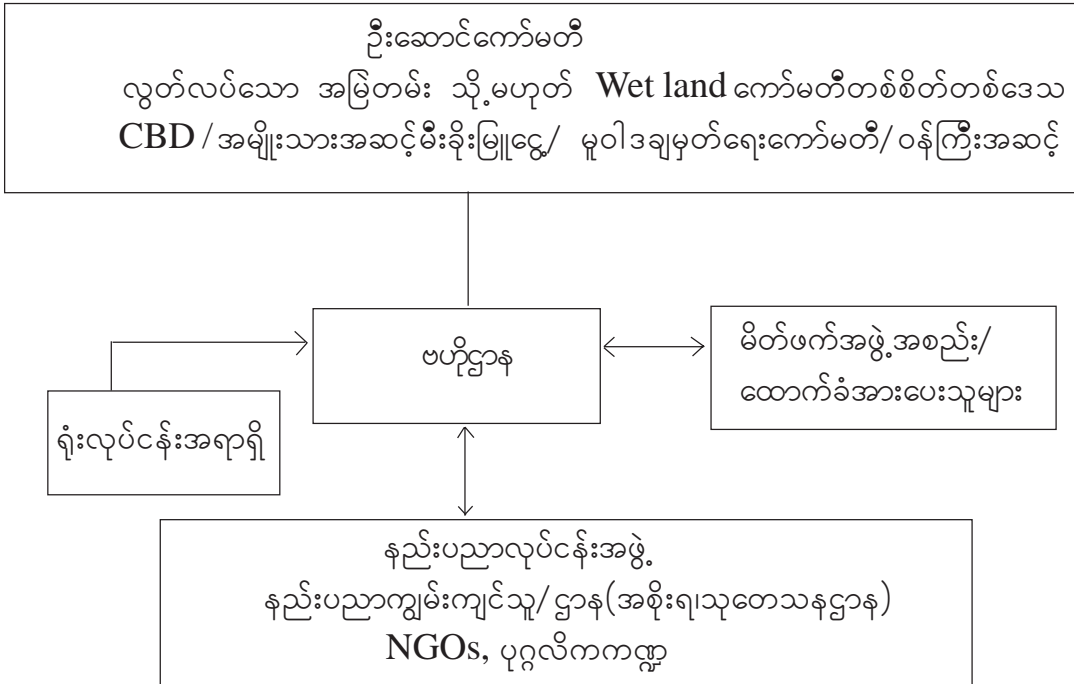 ဦးဆောင်ကော်မတီ
လွတ်လပ်သော အမြဲတမ်း သို့မဟုတ် Wet land ကော်မတီတစ်စိတ်တစ်ဒေသ
CBD / အမျိုးသားအဆင့်မီးခိုးမြူငွေ့/ မူဝါဒချမှတ်ရေးကော်မတီ/ ဝန်ကြီးအဆင့်
ဗဟိုဌာန
မိတ်ဖက်အဖွဲ့အစည်း/
ထောက်ခံအားပေးသူများ
ရုံးလုပ်ငန်းအရာရှိ
နည်းပညာလုပ်ငန်းအဖွဲ့
နည်းပညာကျွမ်းကျင်သူ/ ဌာန(အစိုးရ၊သုတေသနဌာန)
NGOs, ပုဂ္ဂလိကကဏ္ဍ